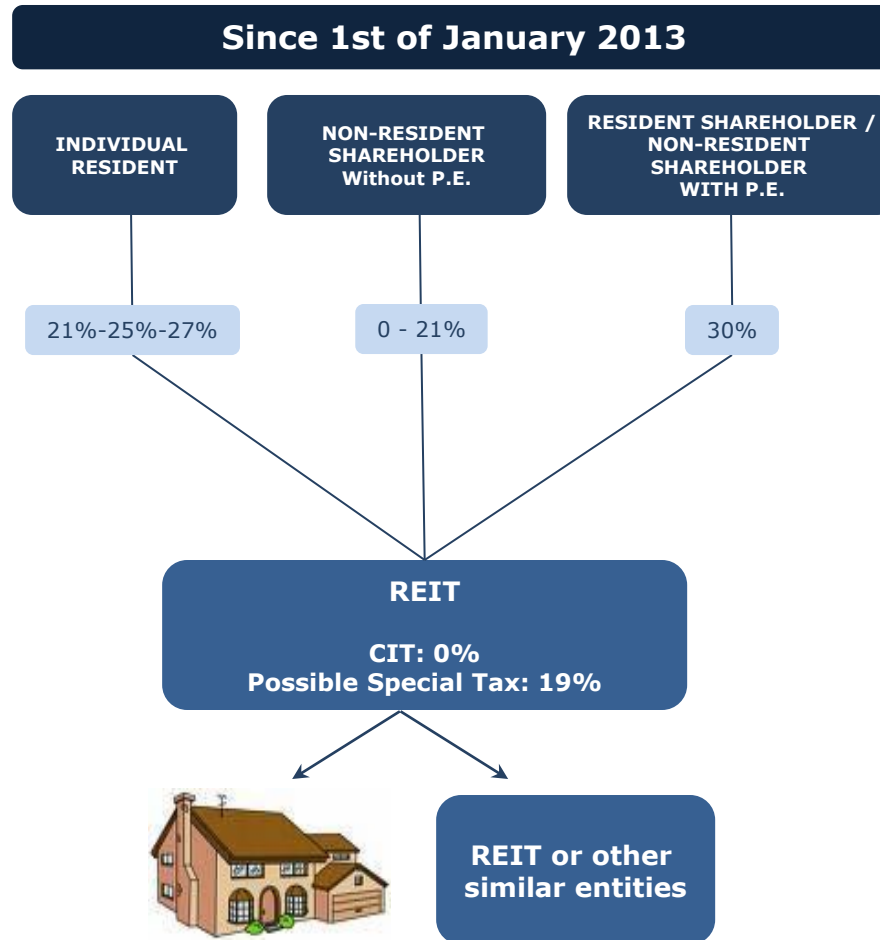 Since 1st of January 2013
INDIVIDUAL
RESIDENT
NON-RESIDENT
SHAREHOLDER
Without P.E.
RESIDENT SHAREHOLDER /
NON-RESIDENT
SHAREHOLDER
WITH P.E.
21%-25%-27%
0 - 21%
30%
REIT
CIT: 0%
Possible Special Tax: 19%
REIT or other
similar entities